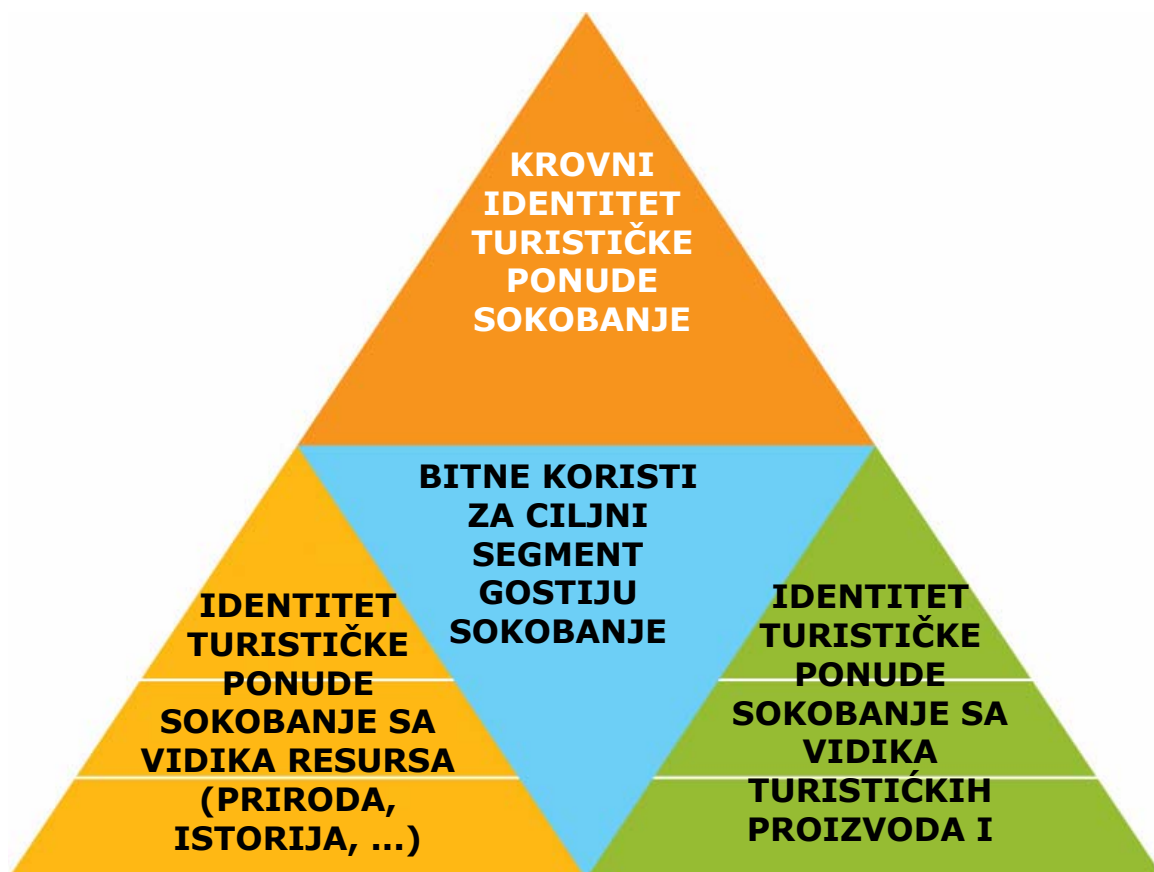 KROVNI
IDENTITET
TURISTIČKE
PONUDE
SOKOBANJE
BITNE KORISTI
ZA CILJNI
SEGMENT
GOSTIJU
SOKOBANJE
IDENTITET
TURISTIČKE
PONUDE
SOKOBANJE SA
VIDIKA RESURSA
(PRIRODA,
ISTORIJA, ...)
IDENTITET
TURISTIČKE
PONUDE
SOKOBANJE SA
VIDIKA
TURISTIĆKIH
PROIZVODA I